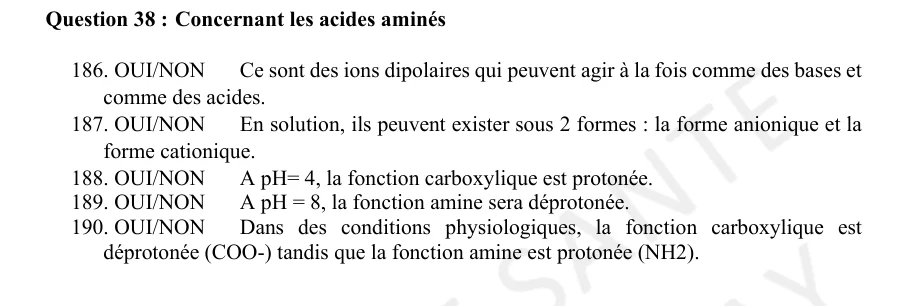 Question 38 : Concernant les acides aminés
186. OUI/NON Ce sont des ions dipolaires qui peuvent agir à la fois comme des bases et
comme des acides.
187. OUI/NON En solution, ils peuvent exister sous 2 formes : la forme anionique et la
forme cationique.
188. OUI/NON A pH= 4, la fonction carboxylique est protonée.
189. OUI/NON A pH = 8, la fonction amine sera déprotonée.
190. OUI/NON Dans des conditions physiologiques, la fonction carboxylique est
déprotonée (COO-) tandis que la fonction amine est protonée (NH2).
SANTE